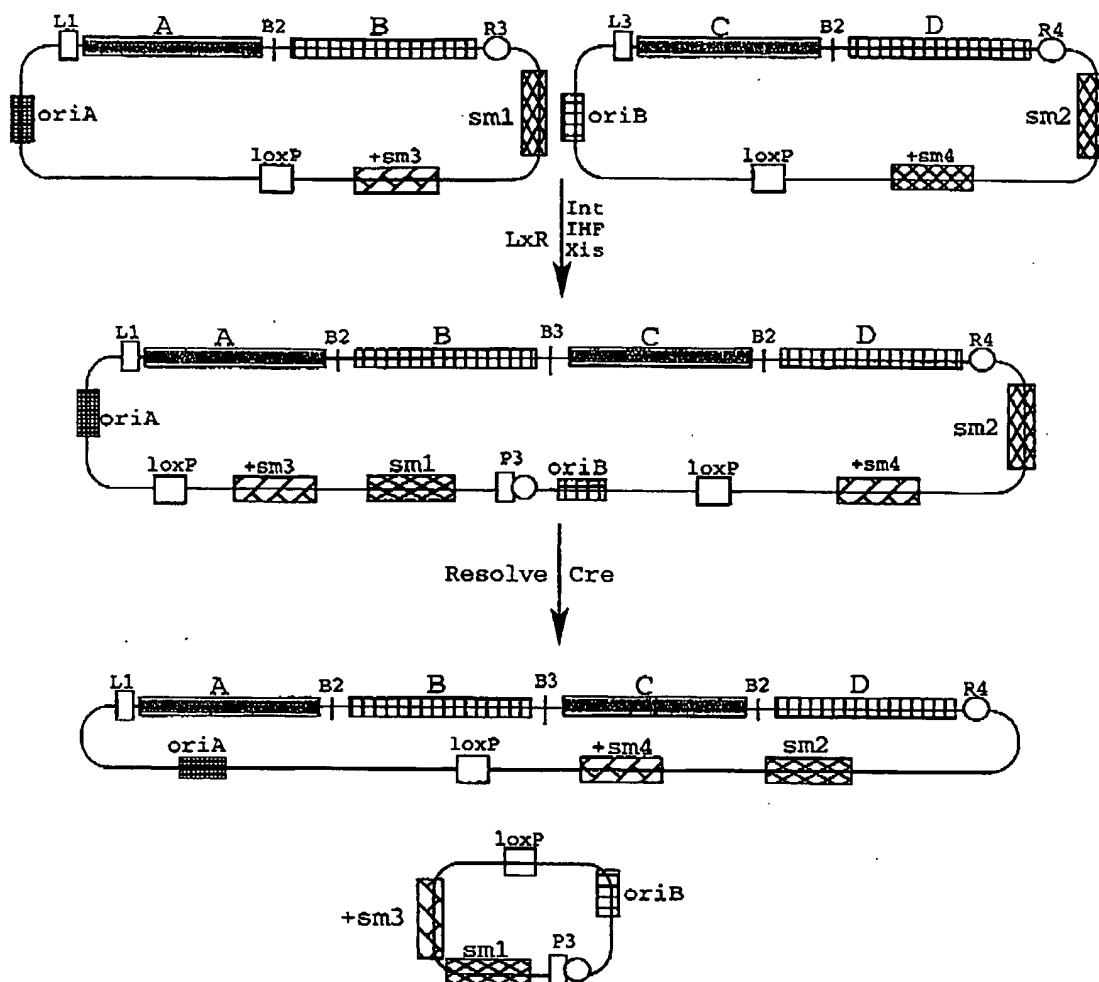 L1 A B2 B R3
L3 C B2 D R4
oriA sm1
oriB sm2
loxP +sm3
loxP +sm4
LxR
Int
IHF
Xis
L1 A B2 B B3 C B2 D R4
oriA sm2
loxP +sm3 sm1 P3 oriB loxP +sm4
Resolve Cre
L1 A B2 B B3 C B2 D R4
oriA loxP +sm4 sm2
loxP
+sm3 oriB
sm1 P3